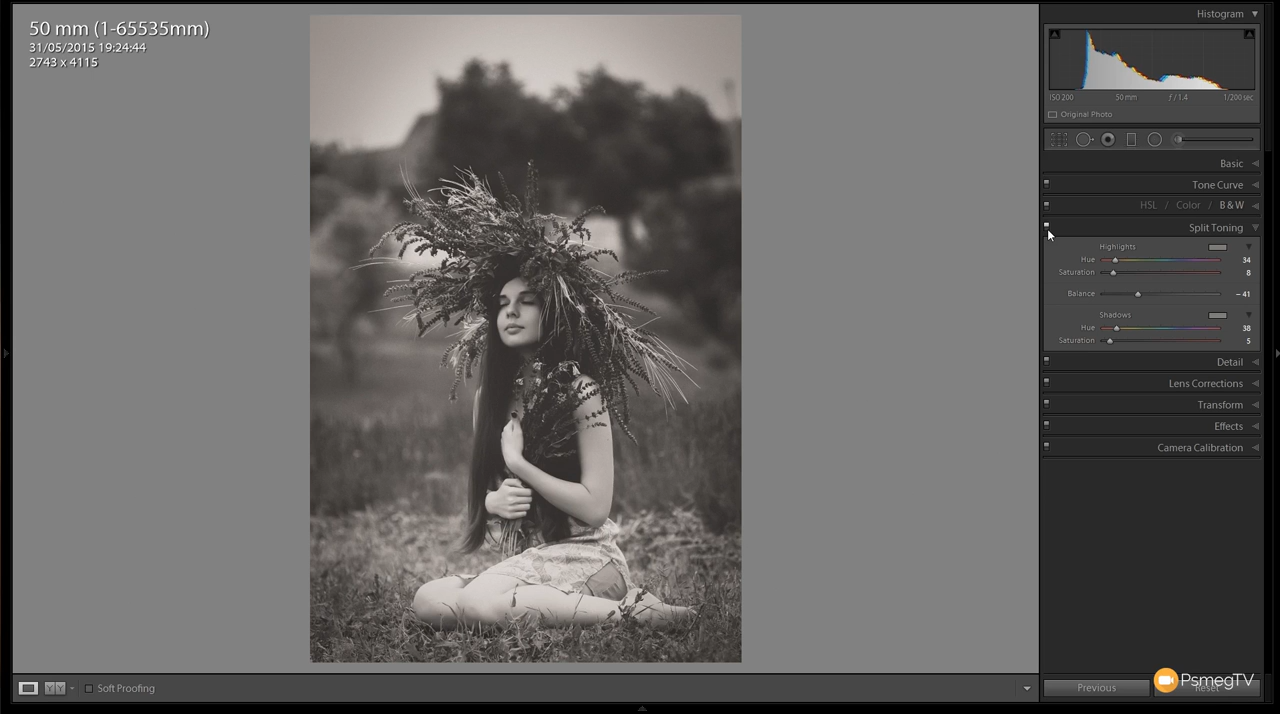 50 mm (1-65535mm)
31/05/2015 19:24:44
2743 x 4115
Histogram
ISO 200 50 mm ƒ / 1.4 1/200 sec
Original Photo
Basic
Tone Curve
HSL / Color / B & W
Split Toning
Highlights
Hue 34
Saturation 8
Balance – 41
Shadows
Hue 38
Saturation 5
Detail
Lens Corrections
Transform
Effects
Camera Calibration
Y Y Soft Proofing
Previous Reset
PsmegTV